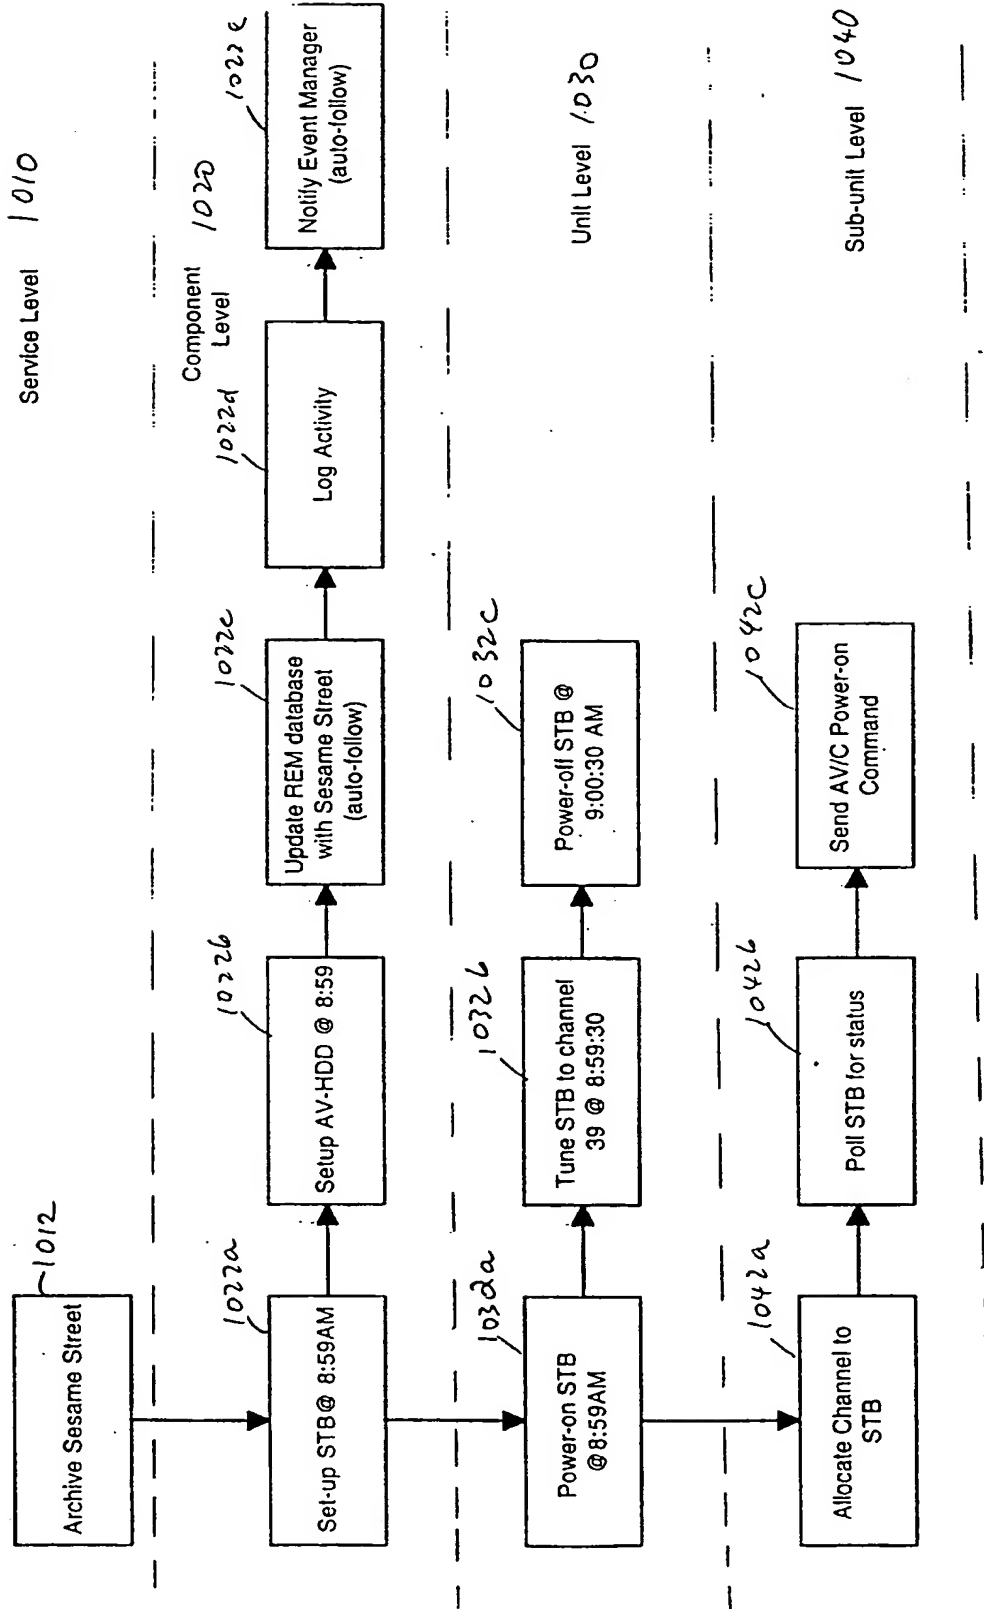 Service Level 1010
Archive Sesame Street
1012
Component
Level
1020
Set-up STB@ 8:59AM
1022a
Setup AV-HDD @ 8:59
1022b
Update REM database
with Sesame Street
(auto-follow)
1022c
Log Activity
1022d
Notify Event Manager
(auto-follow)
1022e
Unit Level 1030
Power-on STB
@8:59AM
1032a
Tune STB to channel
39 @ 8:59:30
1032b
Power-off STB @
9:00:30 AM
1032c
Sub-unit Level 1040
Allocate Channel to
STB
1042a
Poll STB for status
1042b
Send AV/C Power-on
Command
1042c